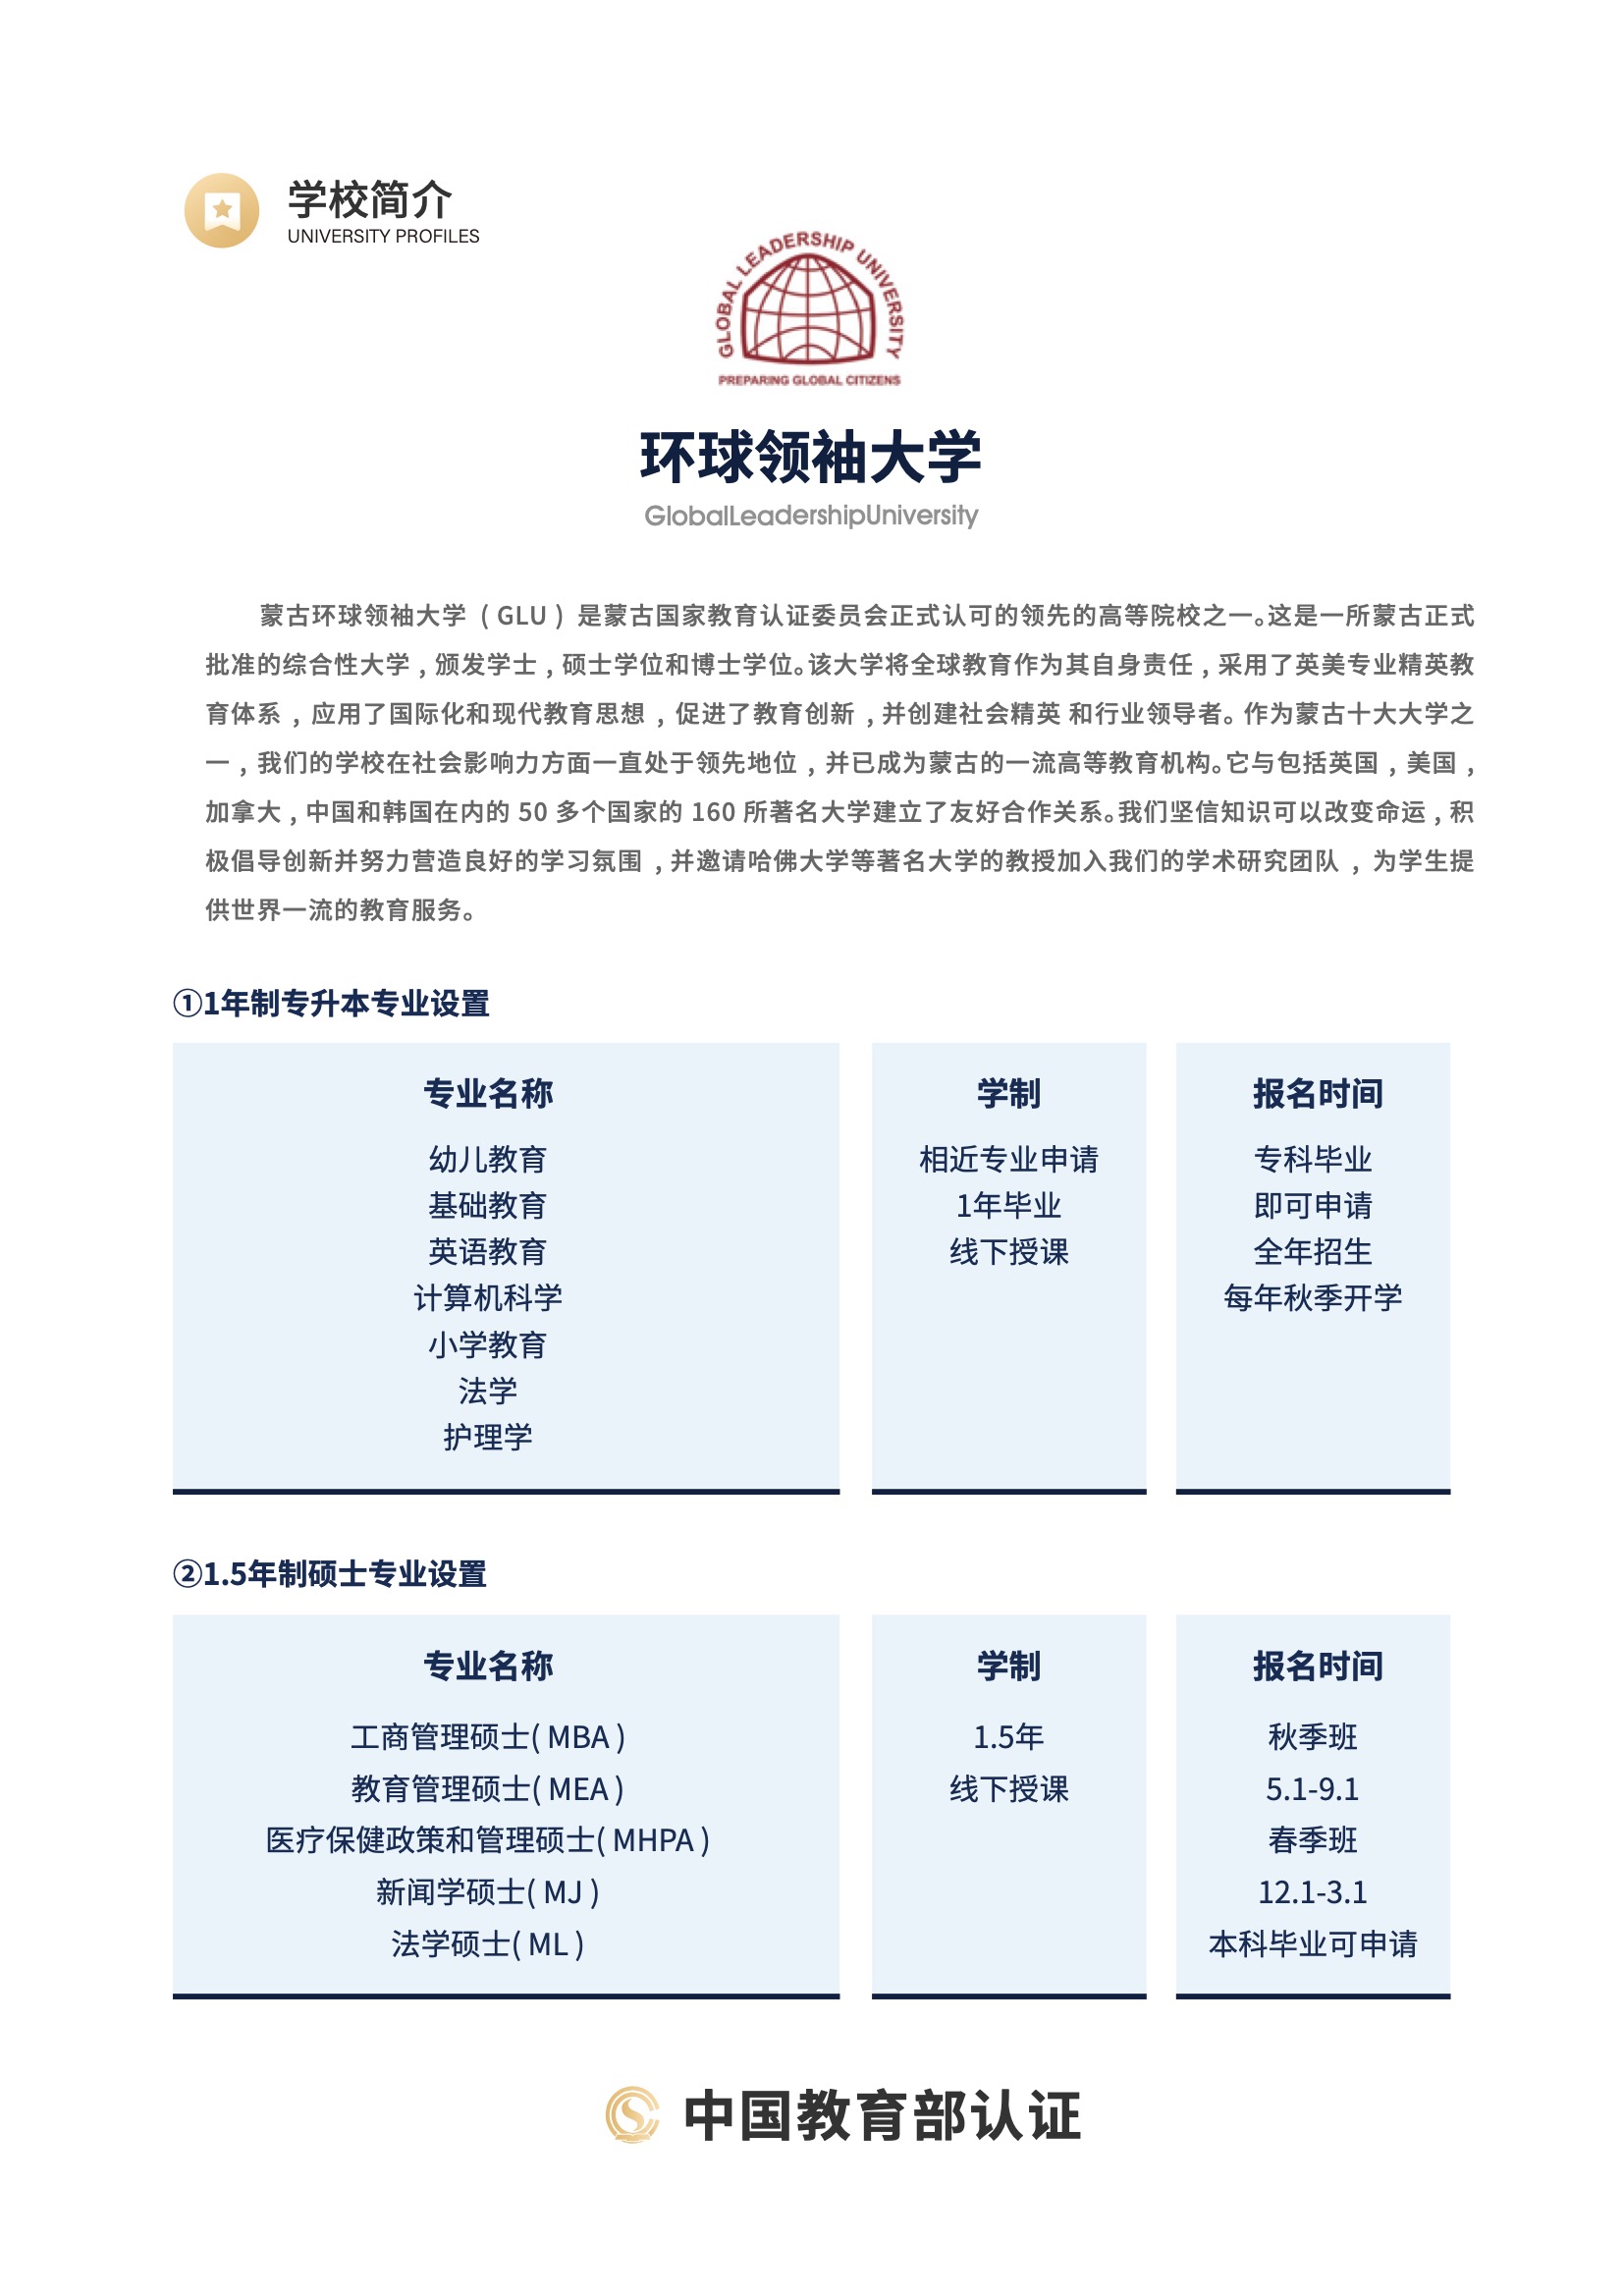 学校简介
UNIVERSITY PROFILES
GLOBAL LEADERSHIP UNIVERSITY
PREPARING GLOBAL CITIZENS
环球领袖大学
GlobalLeadershipUniversity
蒙古环球领袖大学（GLU）是蒙古国家教育认证委员会正式认可的领先的高等院校之一。这是一所蒙古正式
批准的综合性大学，颁发学士，硕士学位和博士学位。该大学将全球教育作为其自身责任，采用了英美专业精英教
育体系，应用了国际化和现代教育思想，促进了教育创新，并创建社会精英 和行业领导者。作为蒙古十大大学之
一，我们的学校在社会影响力方面一直处于领先地位，并已成为蒙古的一流高等教育机构。它与包括英国，美国，
加拿大，中国和韩国在内的 50 多个国家的 160 所著名大学建立了友好合作关系。我们坚信知识可以改变命运，积
极倡导创新并努力营造良好的学习氛围，并邀请哈佛大学等著名大学的教授加入我们的学术研究团队，为学生提
供世界一流的教育服务。
①1年制专升本专业设置
专业名称
幼儿教育
基础教育
英语教育
计算机科学
小学教育
法学
护理学
学制
相近专业申请
1年毕业
线下授课
报名时间
专科毕业
即可申请
全年招生
每年秋季开学
②1.5年制硕士专业设置
专业名称
工商管理硕士( MBA )
教育管理硕士( MEA )
医疗保健政策和管理硕士( MHPA )
新闻学硕士( MJ )
法学硕士( ML )
学制
1.5年
线下授课
报名时间
秋季班
5.1-9.1
春季班
12.1-3.1
本科毕业可申请
中国教育部认证